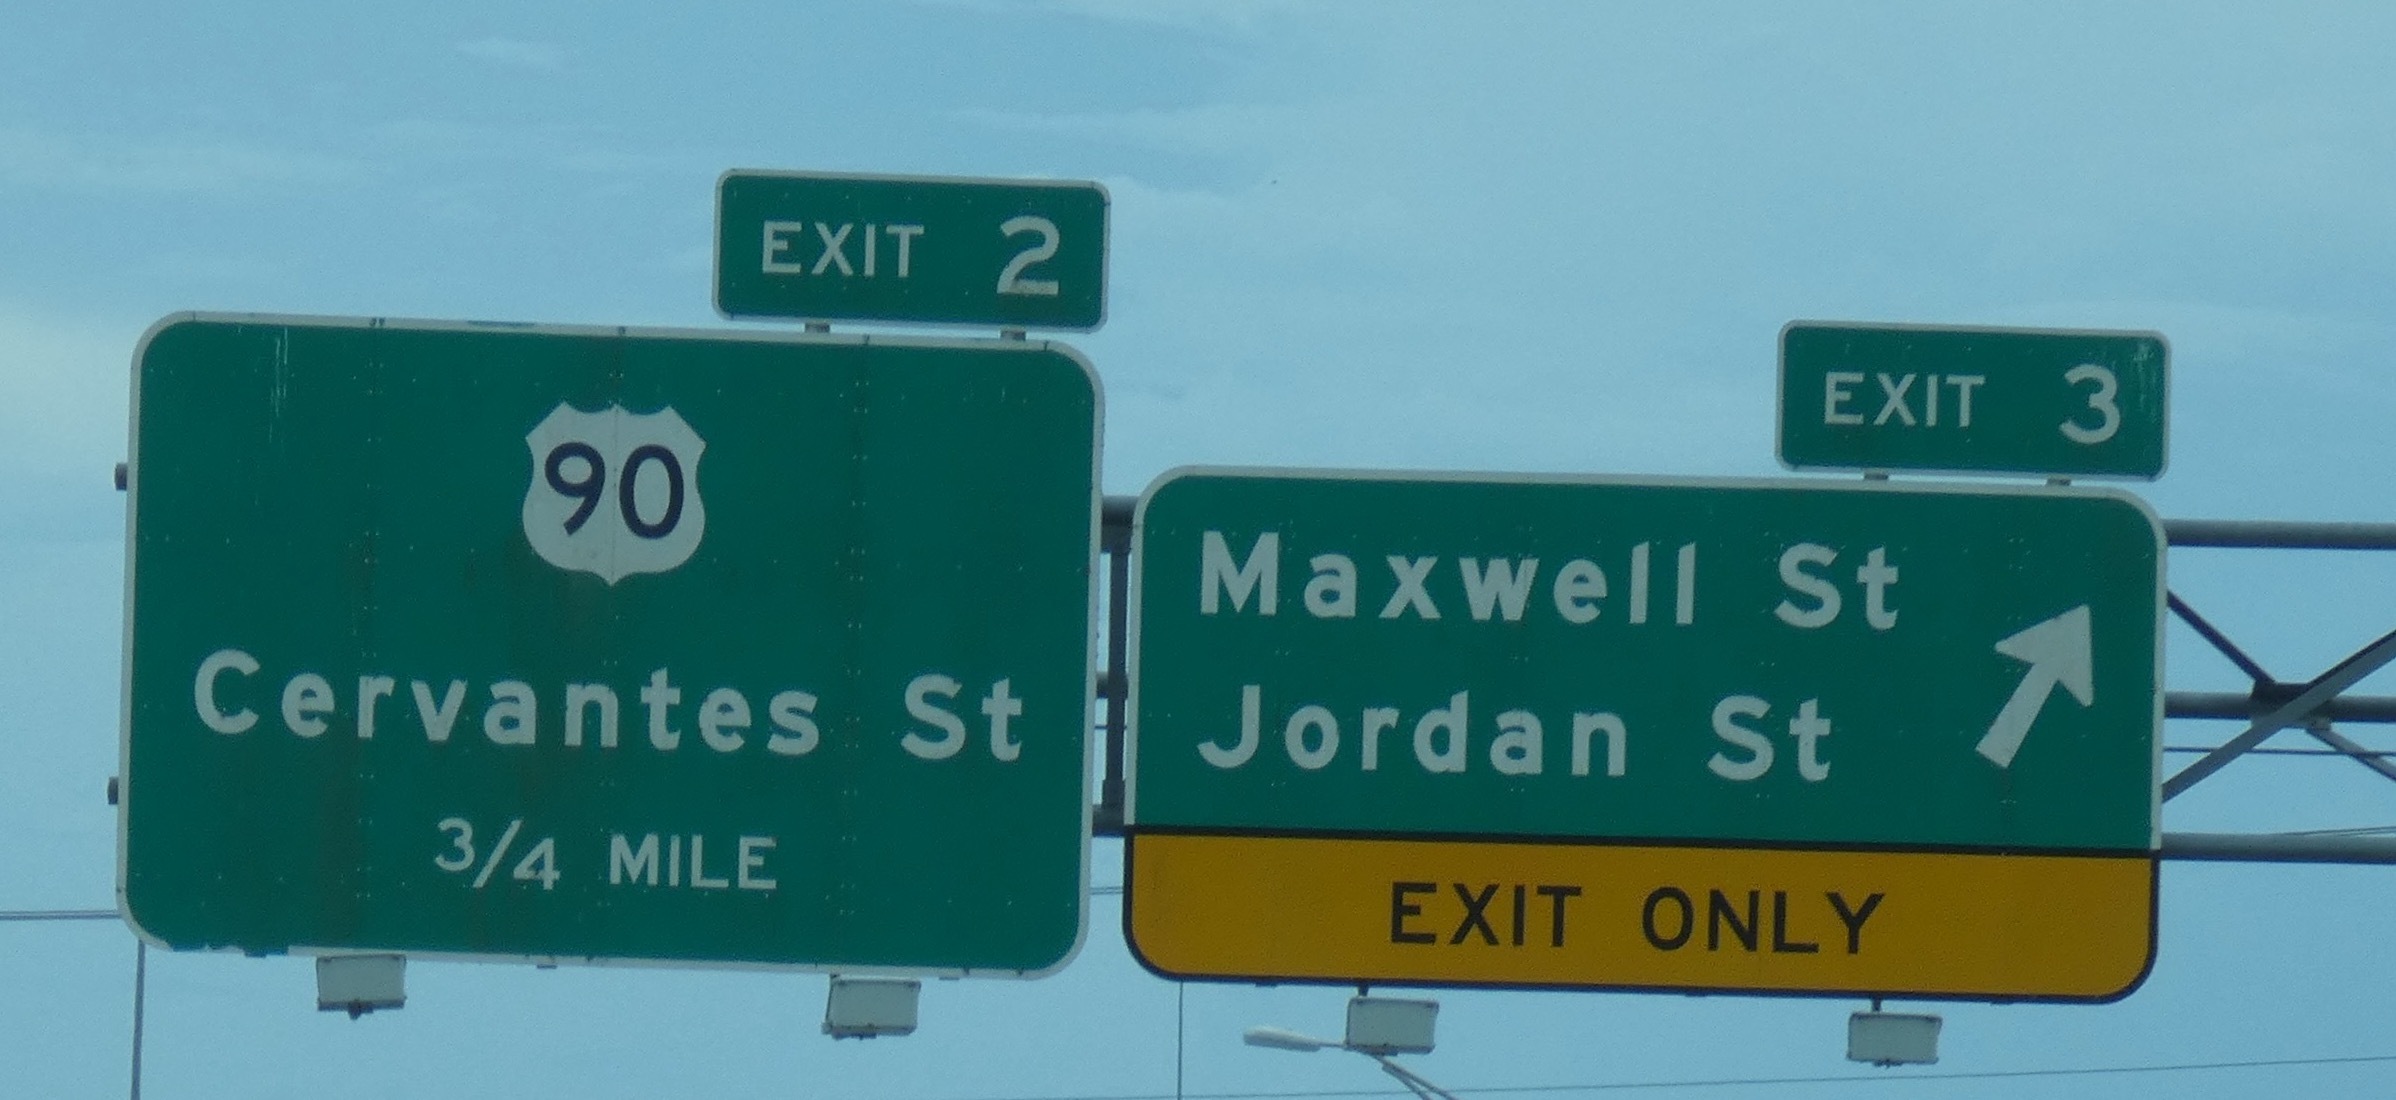 EXIT 2
90
Cervantes St
3/4 MILE
EXIT 3
Maxwell St
Jordan St
EXIT ONLY